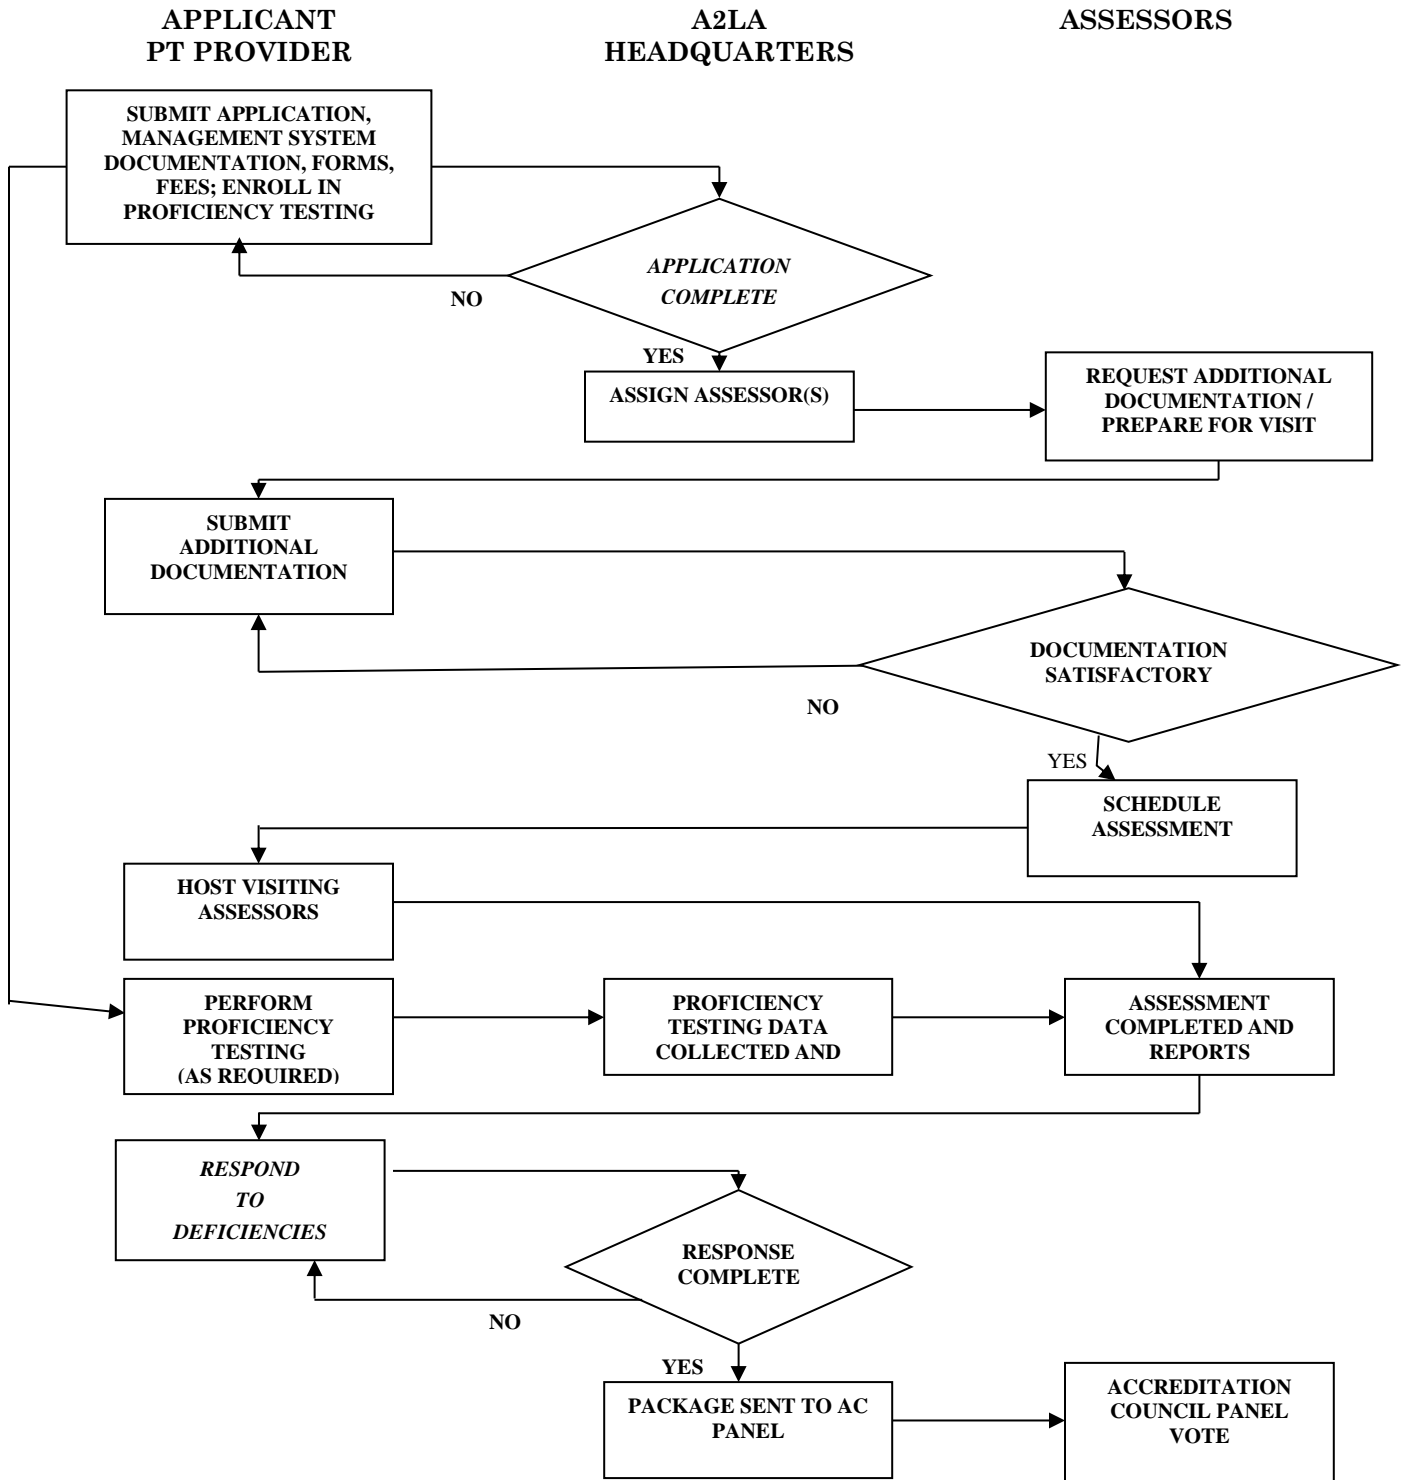 APPLICANT
PT PROVIDER
A2LA
HEADQUARTERS
ASSESSORS
SUBMIT APPLICATION,
MANAGEMENT SYSTEM
DOCUMENTATION, FORMS,
FEES; ENROLL IN
PROFICIENCY TESTING
APPLICATION
COMPLETE
NO
YES
ASSIGN ASSESSOR(S)
REQUEST ADDITIONAL
DOCUMENTATION /
PREPARE FOR VISIT
SUBMIT
ADDITIONAL
DOCUMENTATION
DOCUMENTATION
SATISFACTORY
NO
YES
SCHEDULE
ASSESSMENT
HOST VISITING
ASSESSORS
PERFORM
PROFICIENCY
TESTING
(AS REQUIRED)
PROFICIENCY
TESTING DATA
COLLECTED AND
ASSESSMENT
COMPLETED AND
REPORTS
RESPOND
TO
DEFICIENCIES
RESPONSE
COMPLETE
NO
YES
PACKAGE SENT TO AC
PANEL
ACCREDITATION
COUNCIL PANEL
VOTE